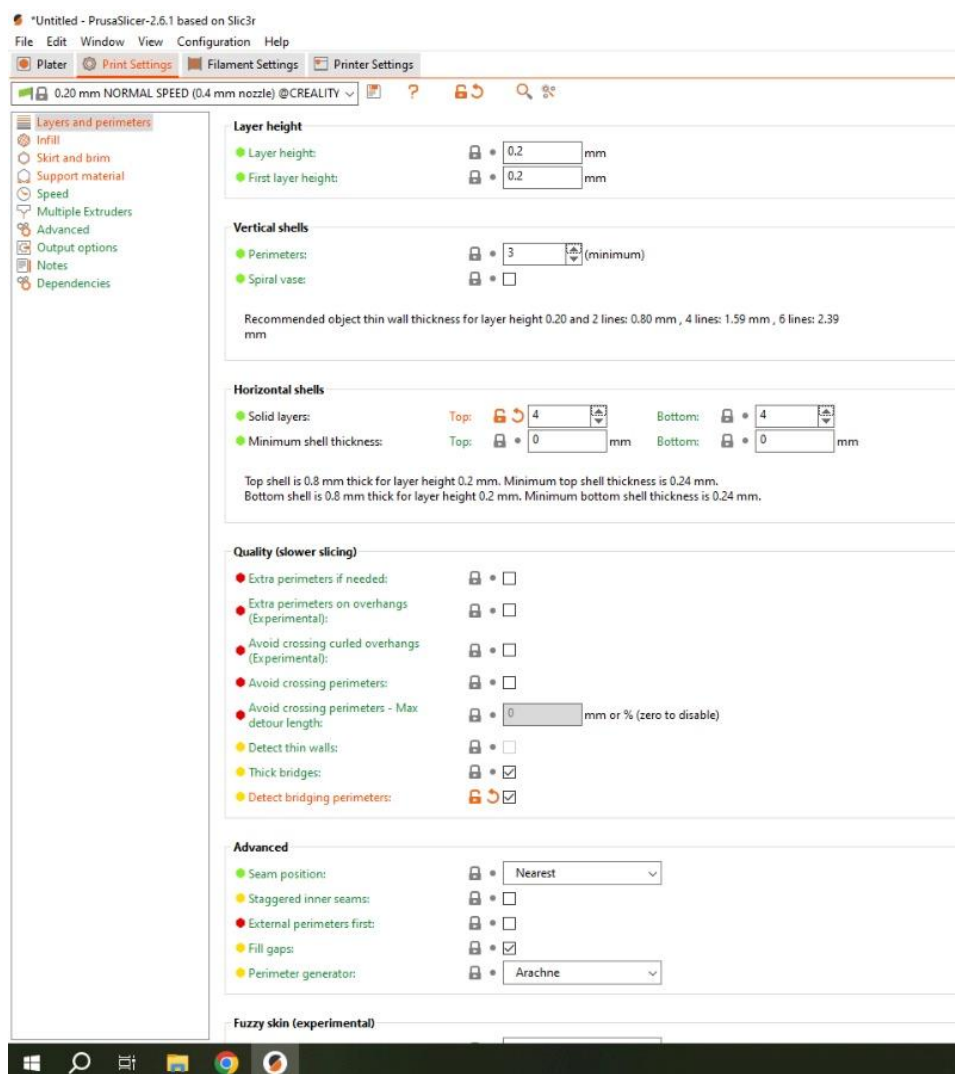 *Untitled - PrusaSlicer-2.6.1 based on Slic3r
File Edit Window View Configuration Help
Plater Print Settings Filament Settings Printer Settings
0.20 mm NORMAL SPEED (0.4 mm nozzle) @CREALITY
Layers and perimeters
Infill
Skirt and brim
Support material
Speed
Multiple Extruders
Advanced
Output options
Notes
Dependencies
Layer height
Layer height: 0.2 mm
First layer height: 0.2 mm
Vertical shells
Perimeters: 3 (minimum)
Spiral vase:
Recommended object thin wall thickness for layer height 0.20 and 2 lines: 0.80 mm , 4 lines: 1.59 mm , 6 lines: 2.39
mm
Horizontal shells
Solid layers: Top: 4 Bottom: 4
Minimum shell thickness: Top: 0 mm Bottom: 0 mm
Top shell is 0.8 mm thick for layer height 0.2 mm. Minimum top shell thickness is 0.24 mm.
Bottom shell is 0.8 mm thick for layer height 0.2 mm. Minimum bottom shell thickness is 0.24 mm.
Quality (slower slicing)
Extra perimeters if needed:
Extra perimeters on overhangs
(Experimental):
Avoid crossing curled overhangs
(Experimental):
Avoid crossing perimeters:
Avoid crossing perimeters - Max
detour length: 0 mm or % (zero to disable)
Detect thin walls:
Thick bridges:
Detect bridging perimeters:
Advanced
Seam position: Nearest
Staggered inner seams:
External perimeters first:
Fill gaps:
Perimeter generator: Arachne
Fuzzy skin (experimental)